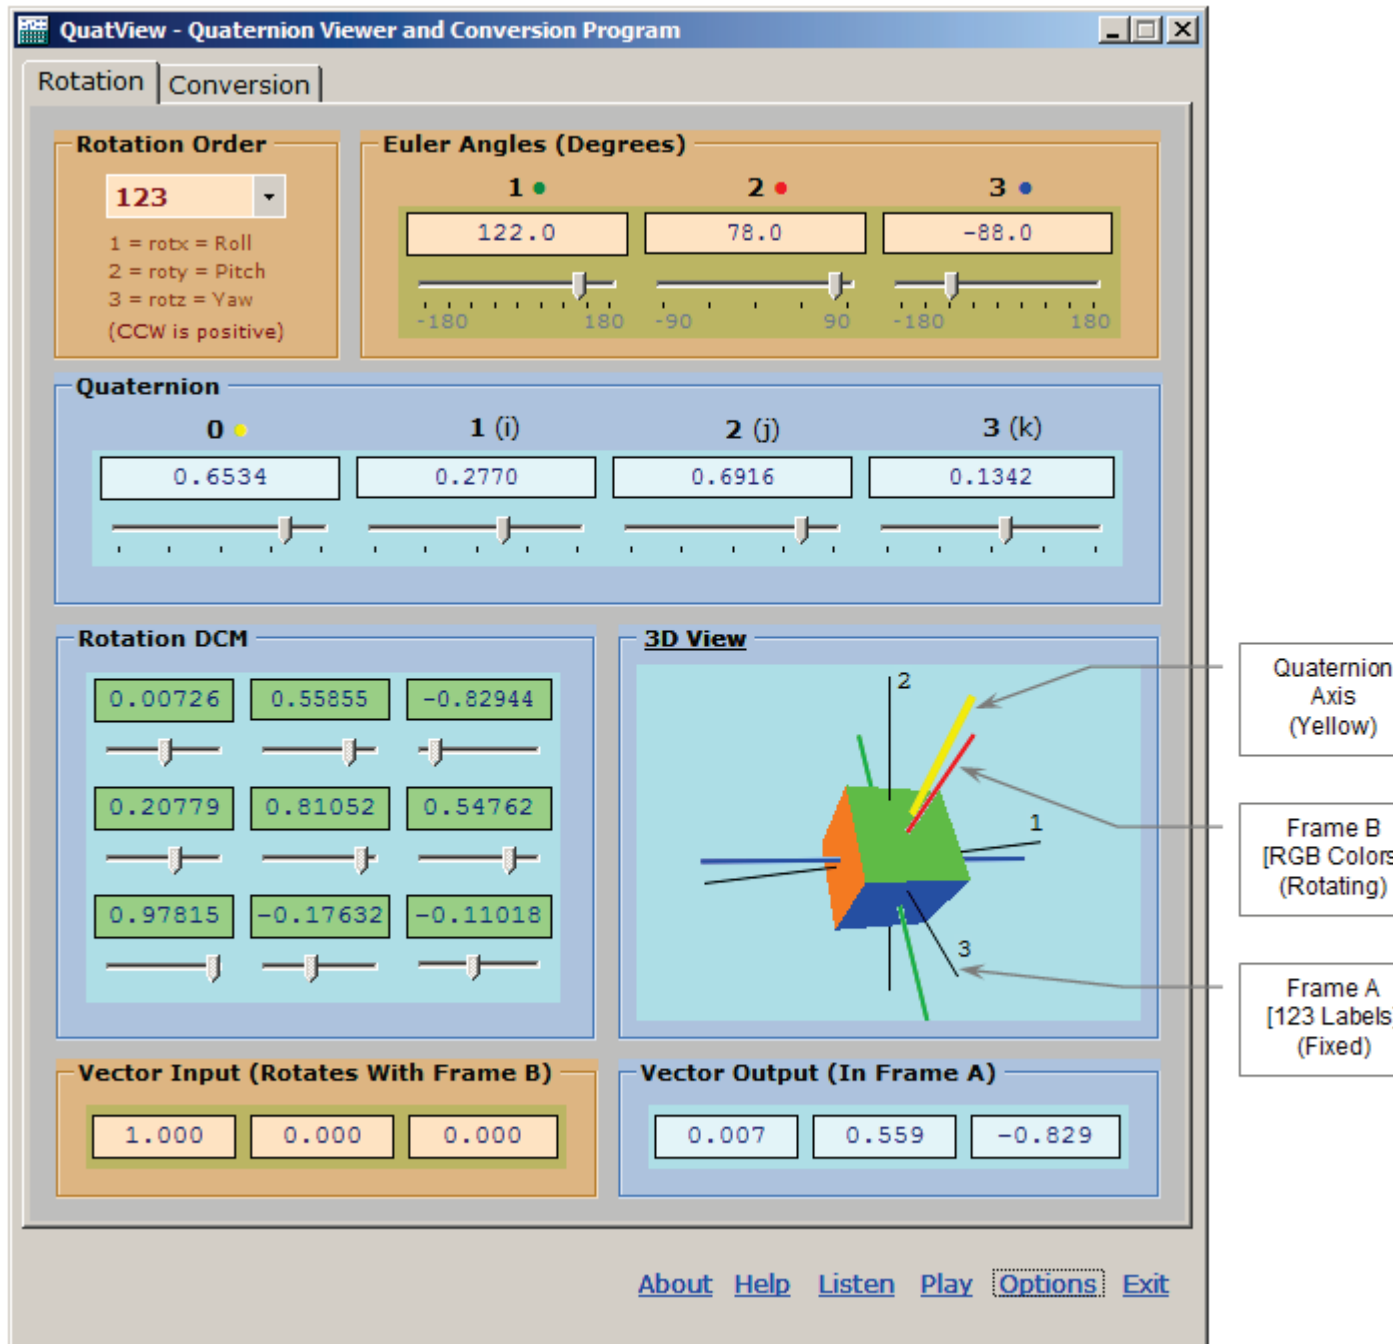 QuatView - Quaternion Viewer and Conversion Program
Rotation Conversion
Rotation Order
123
1 = rotx = Roll
2 = roty = Pitch
3 = rotz = Yaw
(CCW is positive)
Euler Angles (Degrees)
1 2 3
122.0 78.0 -88.0
-180 180 -90 90 -180 180
Quaternion
0 1 (i) 2 (j) 3 (k)
0.6534 0.2770 0.6916 0.1342
Rotation DCM
0.00726 0.55855 -0.82944
0.20779 0.81052 0.54762
0.97815 -0.17632 -0.11018
3D View
2
1
3
Quaternion
Axis
(Yellow)
Frame B
[RGB Colors
(Rotating)
Frame A
[123 Labels]
(Fixed)
Vector Input (Rotates With Frame B)
1.000 0.000 0.000
Vector Output (In Frame A)
0.007 0.559 -0.829
About Help Listen Play Options Exit